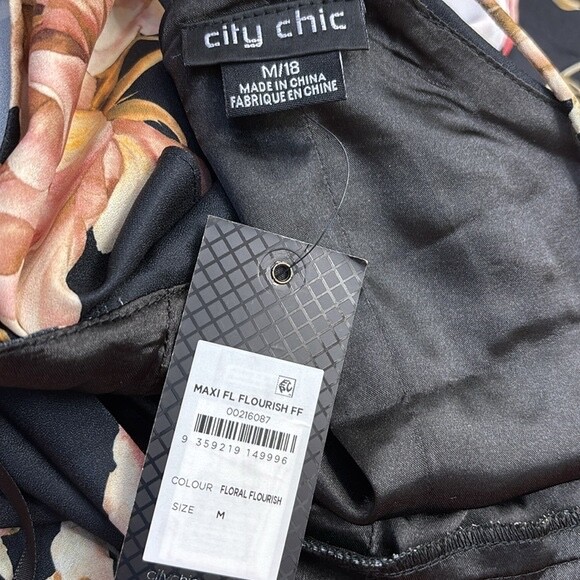 city chic
M/18
MADE IN CHINA
FABRIQUE EN CHINE
MAXI FL FLOURISH FF
00216087
9 359219 149996
COLOUR FLORAL FLOURISH
SIZE M
citychic